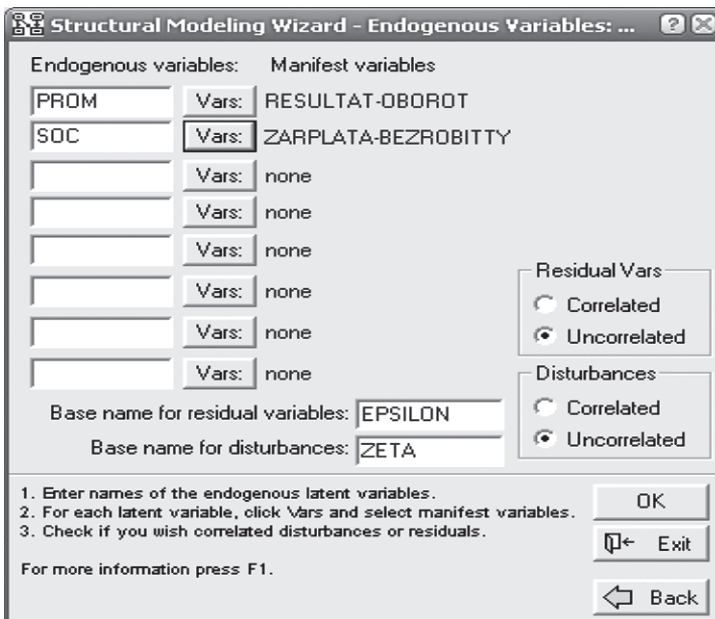 Structural Modeling Wizard - Endogenous Variables: ...
Endogenous variables: Manifest variables
PROM Vars: RESULTAT-OBOROT
SOC Vars: ZARPLATA-BEZROBITTY
Vars: none
Vars: none
Vars: none
Vars: none
Vars: none
Vars: none
Residual Vars
Correlated
Uncorrelated
Disturbances
Correlated
Uncorrelated
Base name for residual variables: EPSILON
Base name for disturbances: ZETA
1. Enter names of the endogenous latent variables.
2. For each latent variable, click Vars and select manifest variables.
3. Check if you wish correlated disturbances or residuals.
For more information press F1.
OK
Exit
Back